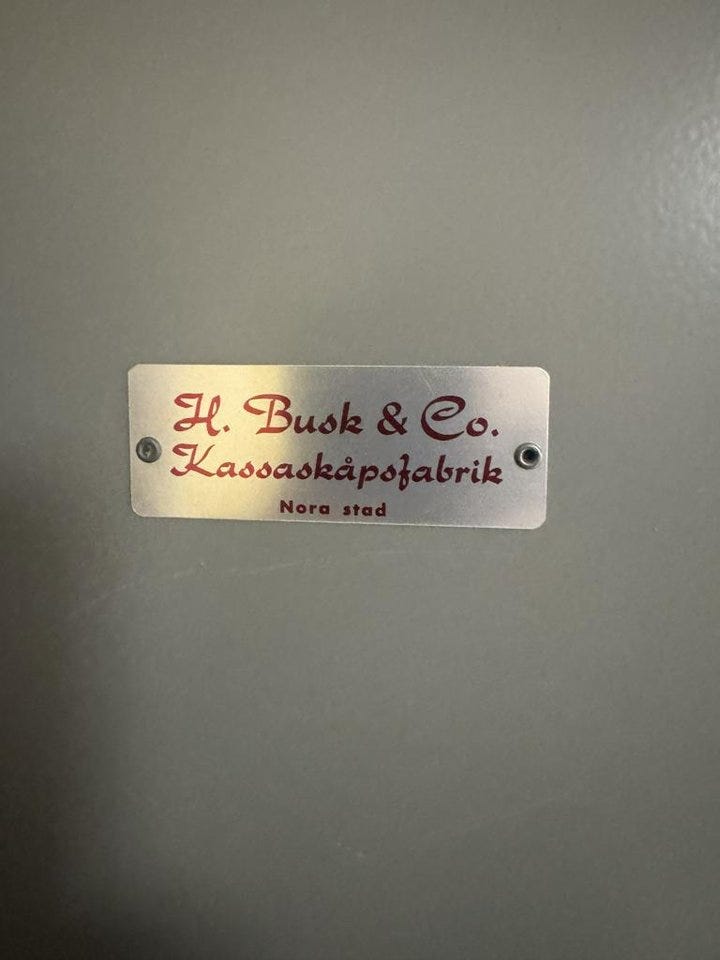 H. Busk & Co.
Kassaskåpsfabrik
Nora stad